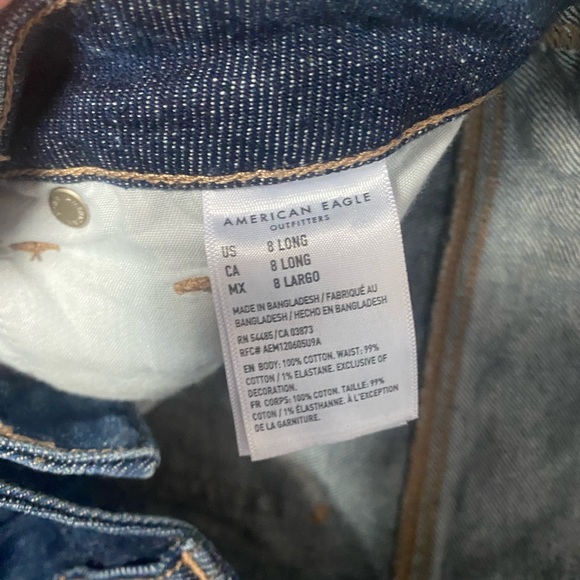 AMERICAN EAGLE
OUTFITTERS
US 8 LONG
CA 8 LONG
MX 8 LARGO
MADE IN BANGLADESH / FABRIQUÉ AU
BANGLADESH / HECHO EN BANGLADESH
RN 54485/CA 03873
RFC# AEM120605U9A
EN BODY: 100% COTTON. WAIST: 99%
COTTON / 1% ELASTANE. EXCLUSIVE OF
DECORATION.
FR CORPS: 100% COTON. TAILLE: 99%
COTON / 1% ÉLASTHANNE. À L'EXCEPTION
DE LA GARNITURE.